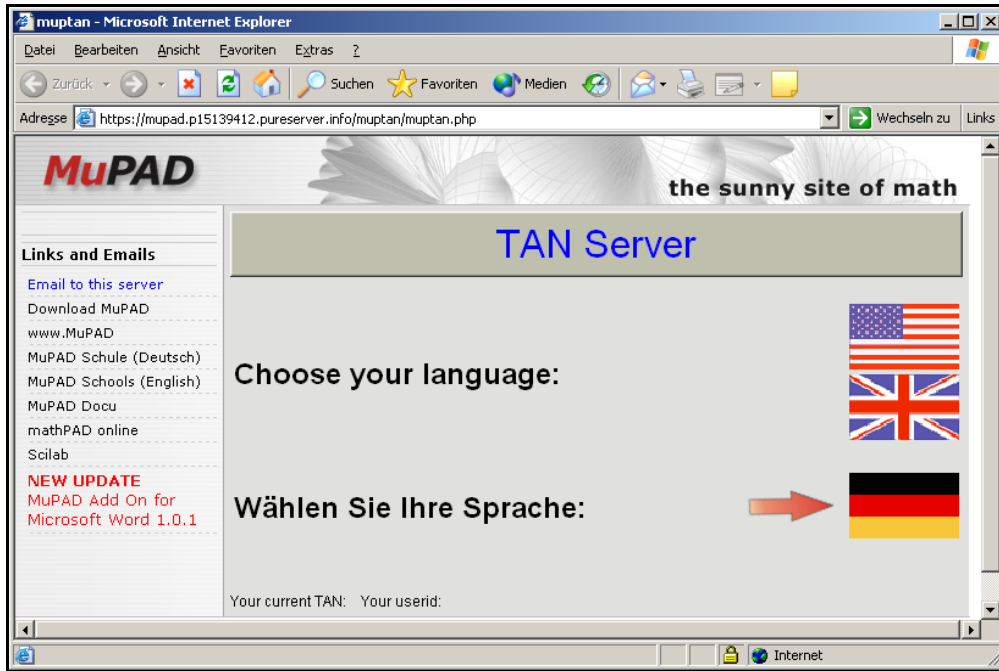 muptan - Microsoft Internet Explorer
Datei Bearbeiten Ansicht Favoriten Extras ?
Zurück Suchen Favoriten Medien
Adresse https://mupad.p15139412.pureserver.info/muptan/muptan.php Wechseln zu Links
MuPAD
the sunny site of math
TAN Server
Links and Emails
Email to this server
Download MuPAD
www.MuPAD
MuPAD Schule (Deutsch)
MuPAD Schools (English)
MuPAD Docu
mathPAD online
Scilab
NEW UPDATE
MuPAD Add On for
Microsoft Word 1.0.1
Choose your language:
Wählen Sie Ihre Sprache:
Your current TAN: Your userid:
Internet